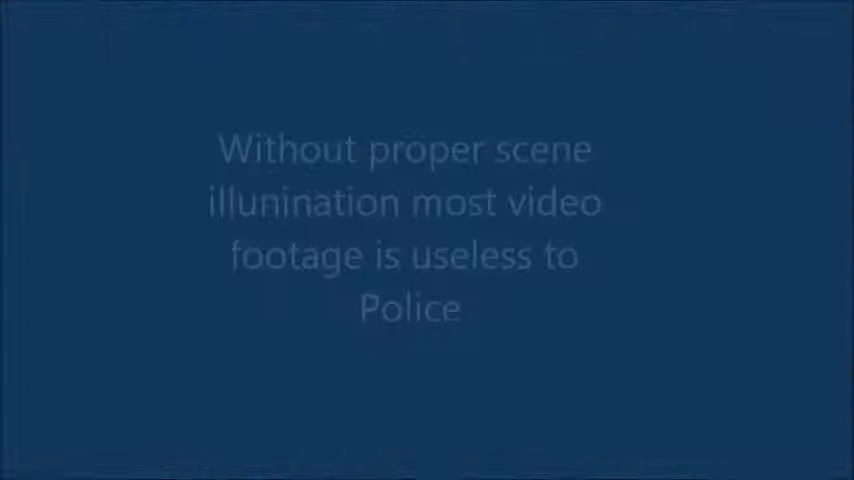 Without proper scene
illunination most video
footage is useless to
Police